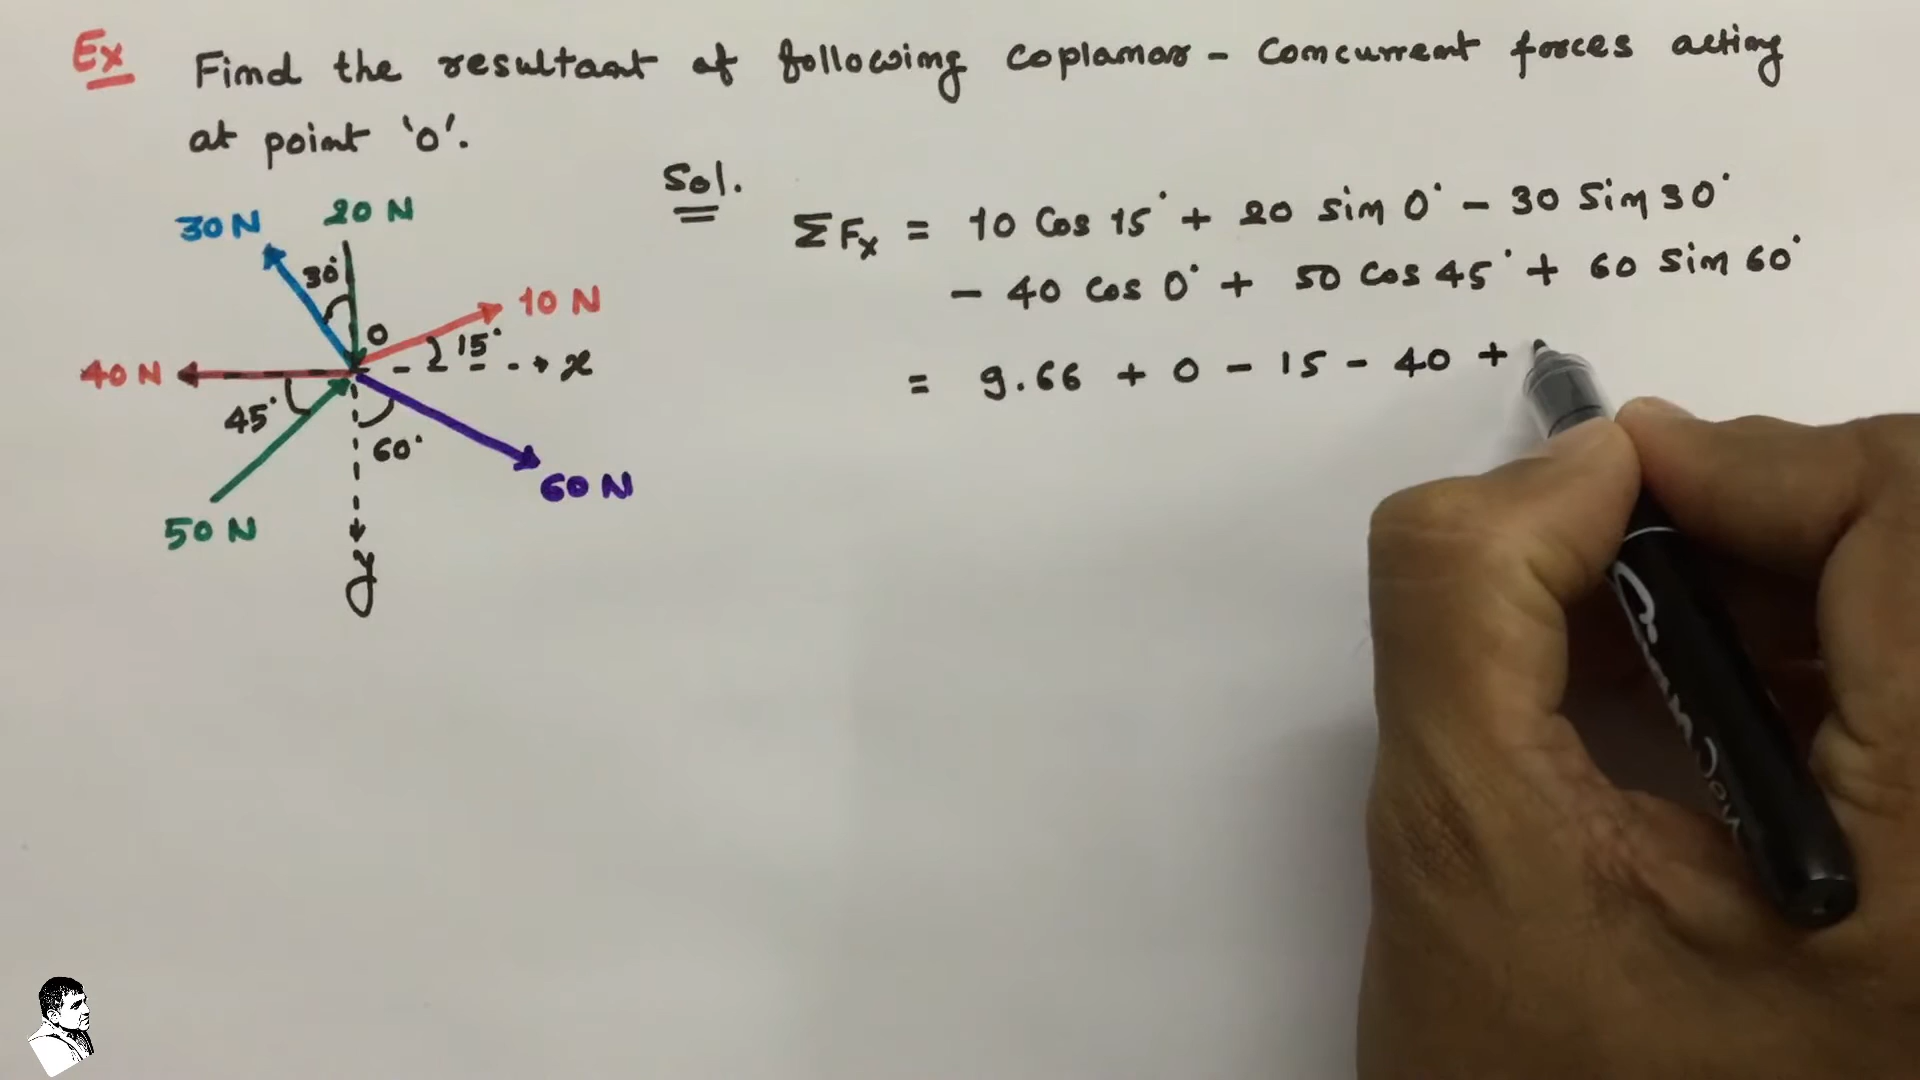 Ex Find the resultant of following coplanar - concurrent forces acting
at point 'O'.
Sol.
ΣFx = 10 cos 15° + 20 sin 0° - 30 sin 30°
- 40 cos 0° + 50 cos 45° + 60 sin 60°
= 9.66 + 0 - 15 - 40 +
30 N
20 N
30°
10 N
O
15°
x
40 N
45°
60°
60 N
50 N
y